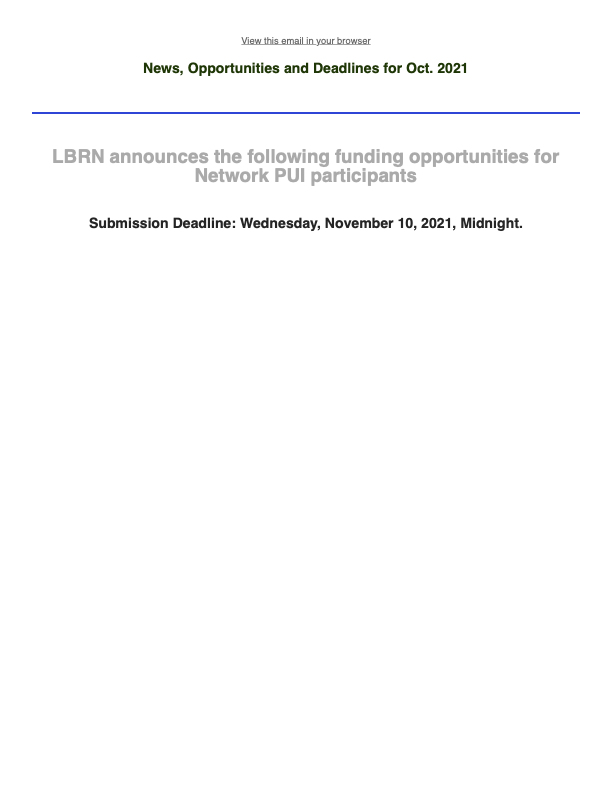 View this email in your browser
News, Opportunities and Deadlines for Oct. 2021
LBRN announces the following funding opportunities for
Network PUI participants
Submission Deadline: Wednesday, November 10, 2021, Midnight.